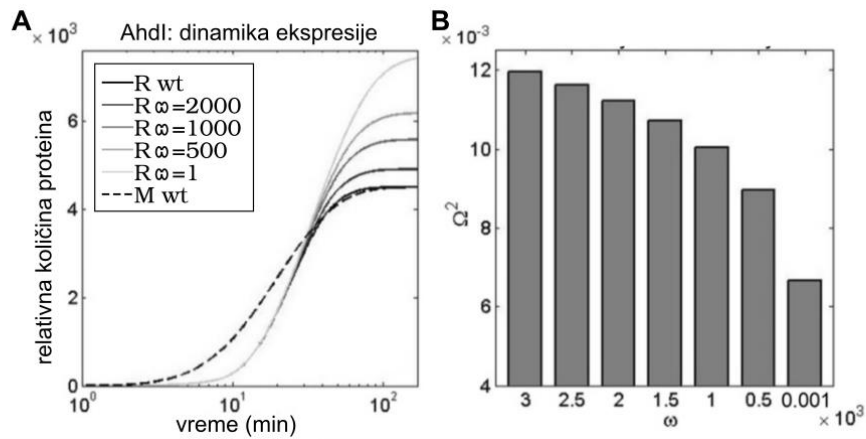 A
AhdI: dinamika ekspresije
× 10³
6
4
2
0
relativna količina proteina
R wt
R ω=2000
R ω=1000
R ω=500
R ω=1
M wt
10⁰ 10¹ 10²
vreme (min)
B
× 10⁻³
12
10
8
6
4
Ω²
3 2.5 2 1.5 1 0.5 0.001
× 10³
ω